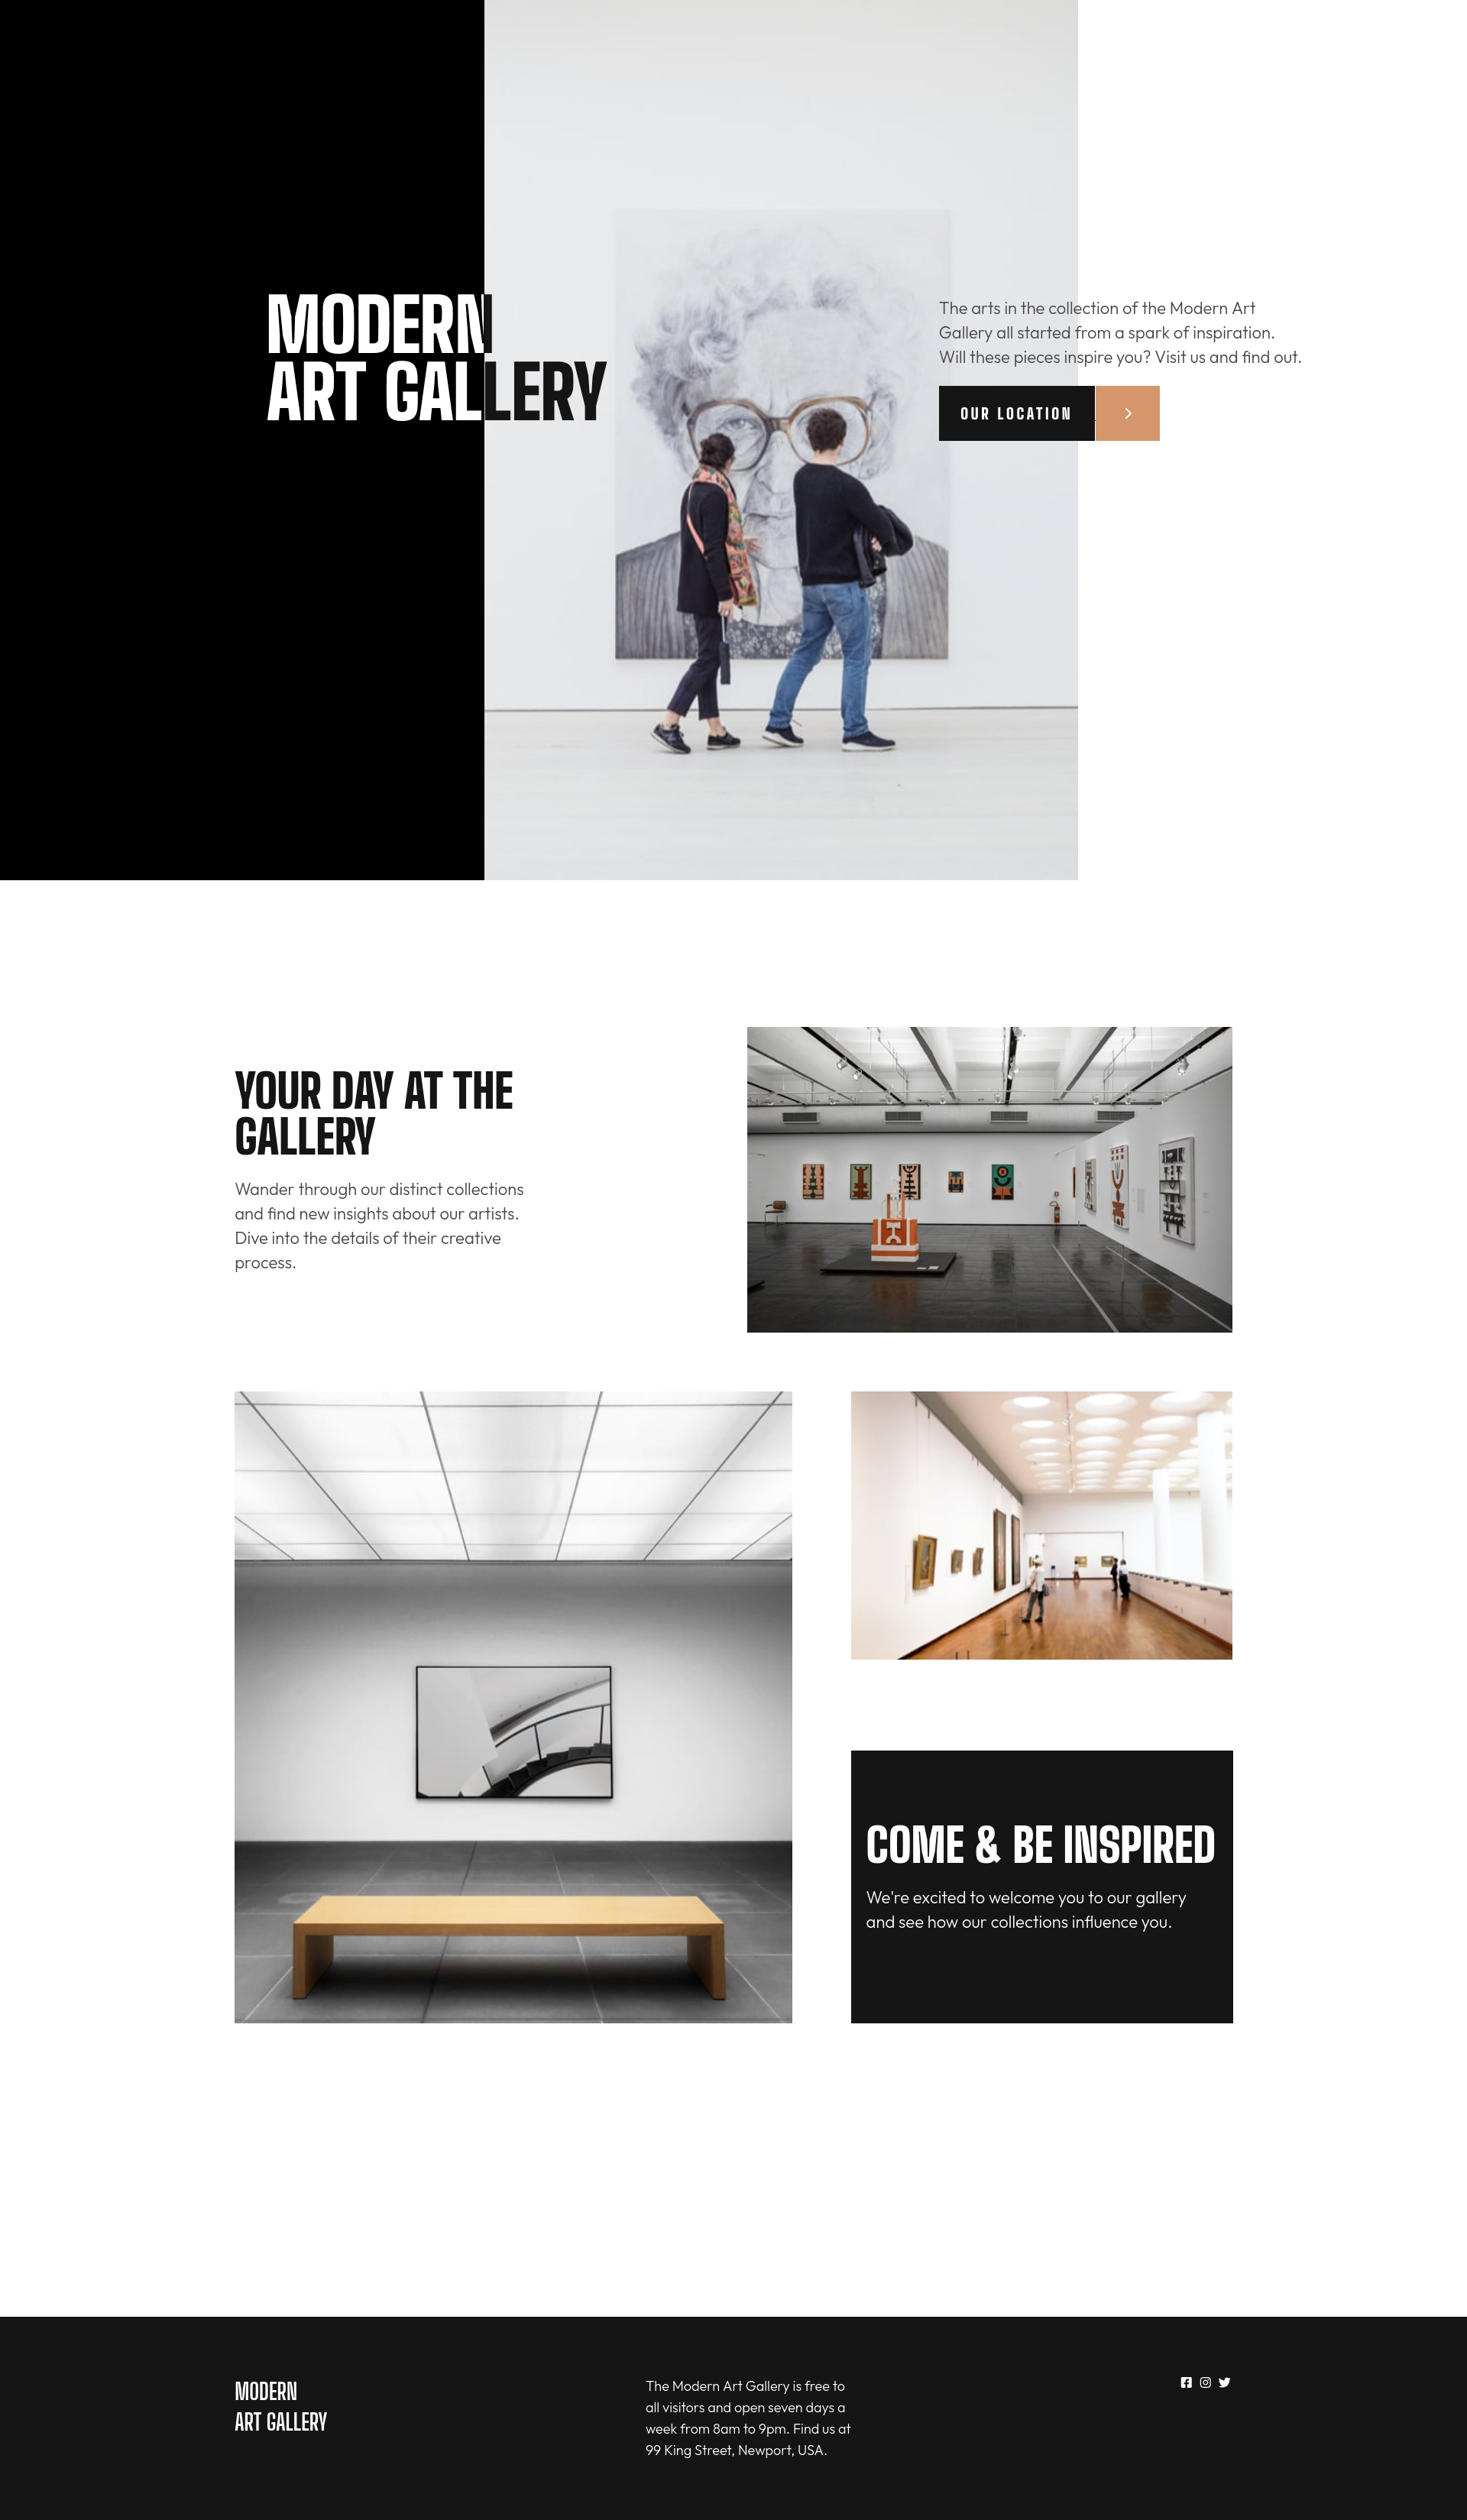 MODERN
ART GALLERY
The arts in the collection of the Modern Art
Gallery all started from a spark of inspiration.
Will these pieces inspire you? Visit us and find out.
OUR LOCATION
YOUR DAY AT THE
GALLERY
Wander through our distinct collections
and find new insights about our artists.
Dive into the details of their creative
process.
COME & BE INSPIRED
We're excited to welcome you to our gallery
and see how our collections influence you.
MODERN
ART GALLERY
The Modern Art Gallery is free to
all visitors and open seven days a
week from 8am to 9pm. Find us at
99 King Street, Newport, USA.